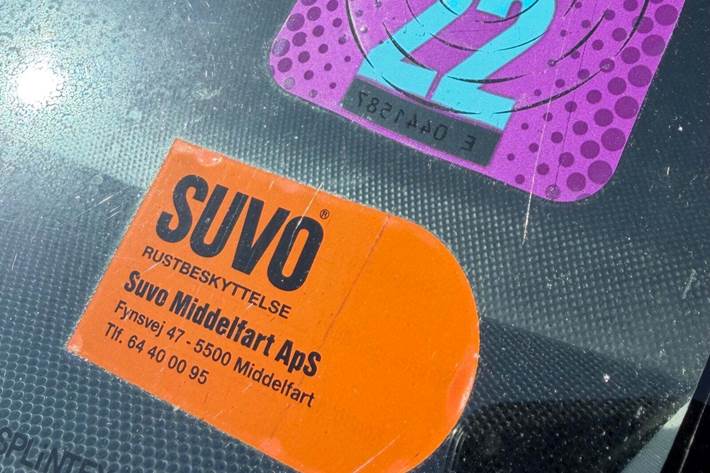 22
E 0441587
SUVO®
RUSTBESKYTTELSE
Suvo Middelfart ApS
Fynsvej 47 - 5500 Middelfart
Tlf. 64 40 00 95